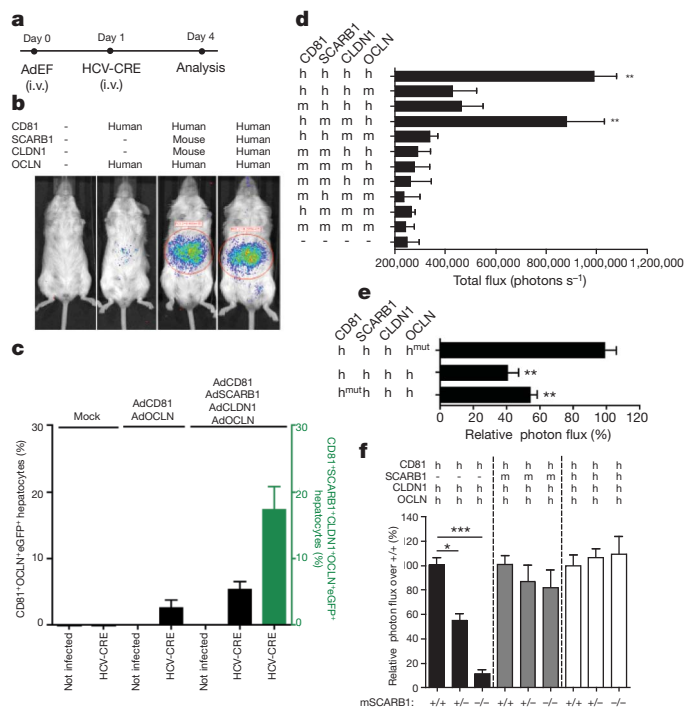 a
Day 0 Day 1 Day 4
AdEF HCV-CRE Analysis
(i.v.) (i.v.)
b
CD81 - Human Human Human
SCARB1 - - Mouse Human
CLDN1 - - Mouse Human
OCLN - Human Human Human
c
Mock
AdCD81
AdOCLN
AdCD81
AdSCARB1
AdCLDN1
AdOCLN
CD81⁺OCLN⁺eGFP⁺ hepatocytes (%)
30
20
10
0
30
20
10
0
CD81⁺SCARB1⁺CLDN1⁺OCLN⁺eGFP⁺
hepatocytes (%)
Not infected
HCV-CRE
Not infected
HCV-CRE
Not infected
HCV-CRE
HCV-CRE
d
CD81 SCARB1 CLDN1 OCLN
h h h h **
h h h m
m h h h
h m m h **
h h m m
m m h h
m m m h
m m h m
m h m m
h m m m
m m m m
- - - -
200,000 400,000 600,000 800,000 1,000,000 1,200,000
Total flux (photons s⁻¹)
e
CD81 SCARB1 CLDN1 OCLN
h h h hᵐᵘᵗ
h h h h **
hᵐᵘᵗ h h h **
0 20 40 60 80 100 120
Relative photon flux (%)
f
CD81 h h h h h h h h h
SCARB1 - - - m m m h h h
CLDN1 h h h h h h h h h
OCLN h h h h h h h h h
Relative photon flux over +/+ (%)
140
120
100
80
60
40
20
0
***
*
mSCARB1: +/+ +/− −/− +/+ +/− −/− +/+ +/− −/−